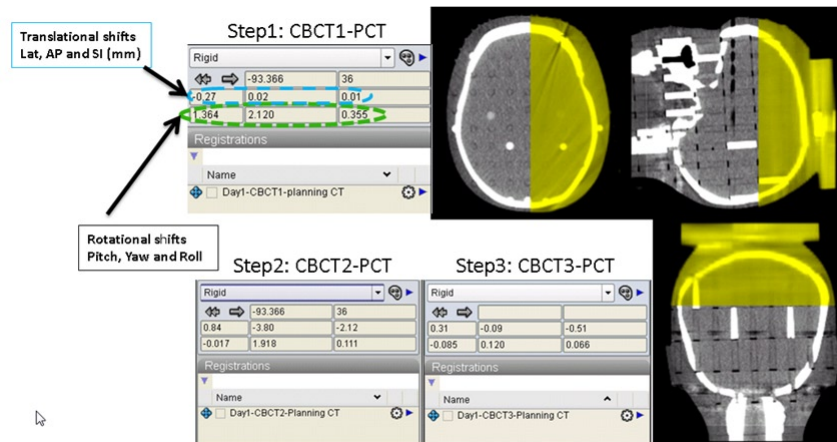 Translational shifts
Lat, AP and SI (mm)
Step1: CBCT1-PCT
Rigid
-93.366 36
-0.27 0.02 0.01
1.364 2.120 0.355
Registrations
Name
Day1-CBCT1-planning CT
Rotational shifts
Pitch, Yaw and Roll
Step2: CBCT2-PCT
Rigid
-93.366 36
0.84 -3.80 -2.12
-0.017 1.918 0.111
Registrations
Name
Day1-CBCT2-Planning CT
Step3: CBCT3-PCT
Rigid
0.31 -0.09 -0.51
-0.085 0.120 0.066
Registrations
Name
Day1-CBCT3-Planning CT